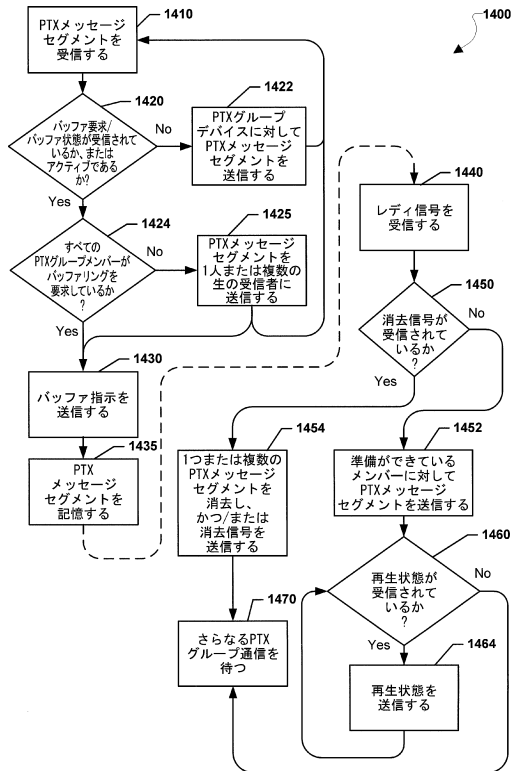 1400
1410
PTXメッセージ
セグメントを
受信する
1420
バッファ要求/
バッファ状態が受信されて
いるか、または
アクティブである
か?
No
Yes
1422
PTXグループ
デバイスに対して
PTXメッセージ
セグメントを
送信する
1424
すべての
PTXグループメンバーが
バッファリングを
要求しているか
?
No
Yes
1425
PTXメッセージ
セグメントを
1人または複数の
生の受信者に
送信する
1430
バッファ指示を
送信する
1435
PTX
メッセージ
セグメントを
記憶する
1440
レディ信号を
受信する
1450
消去信号が
受信されて
いるか
?
No
Yes
1452
準備ができている
メンバーに対して
PTXメッセージ
セグメントを送信する
1454
1つまたは複数の
PTXメッセージ
セグメントを
消去し、
かつ/または
消去信号を
送信する
1460
再生状態が
受信されて
いるか
?
No
Yes
1464
再生状態を
送信する
1470
さらなるPTX
グループ通信を
待つ